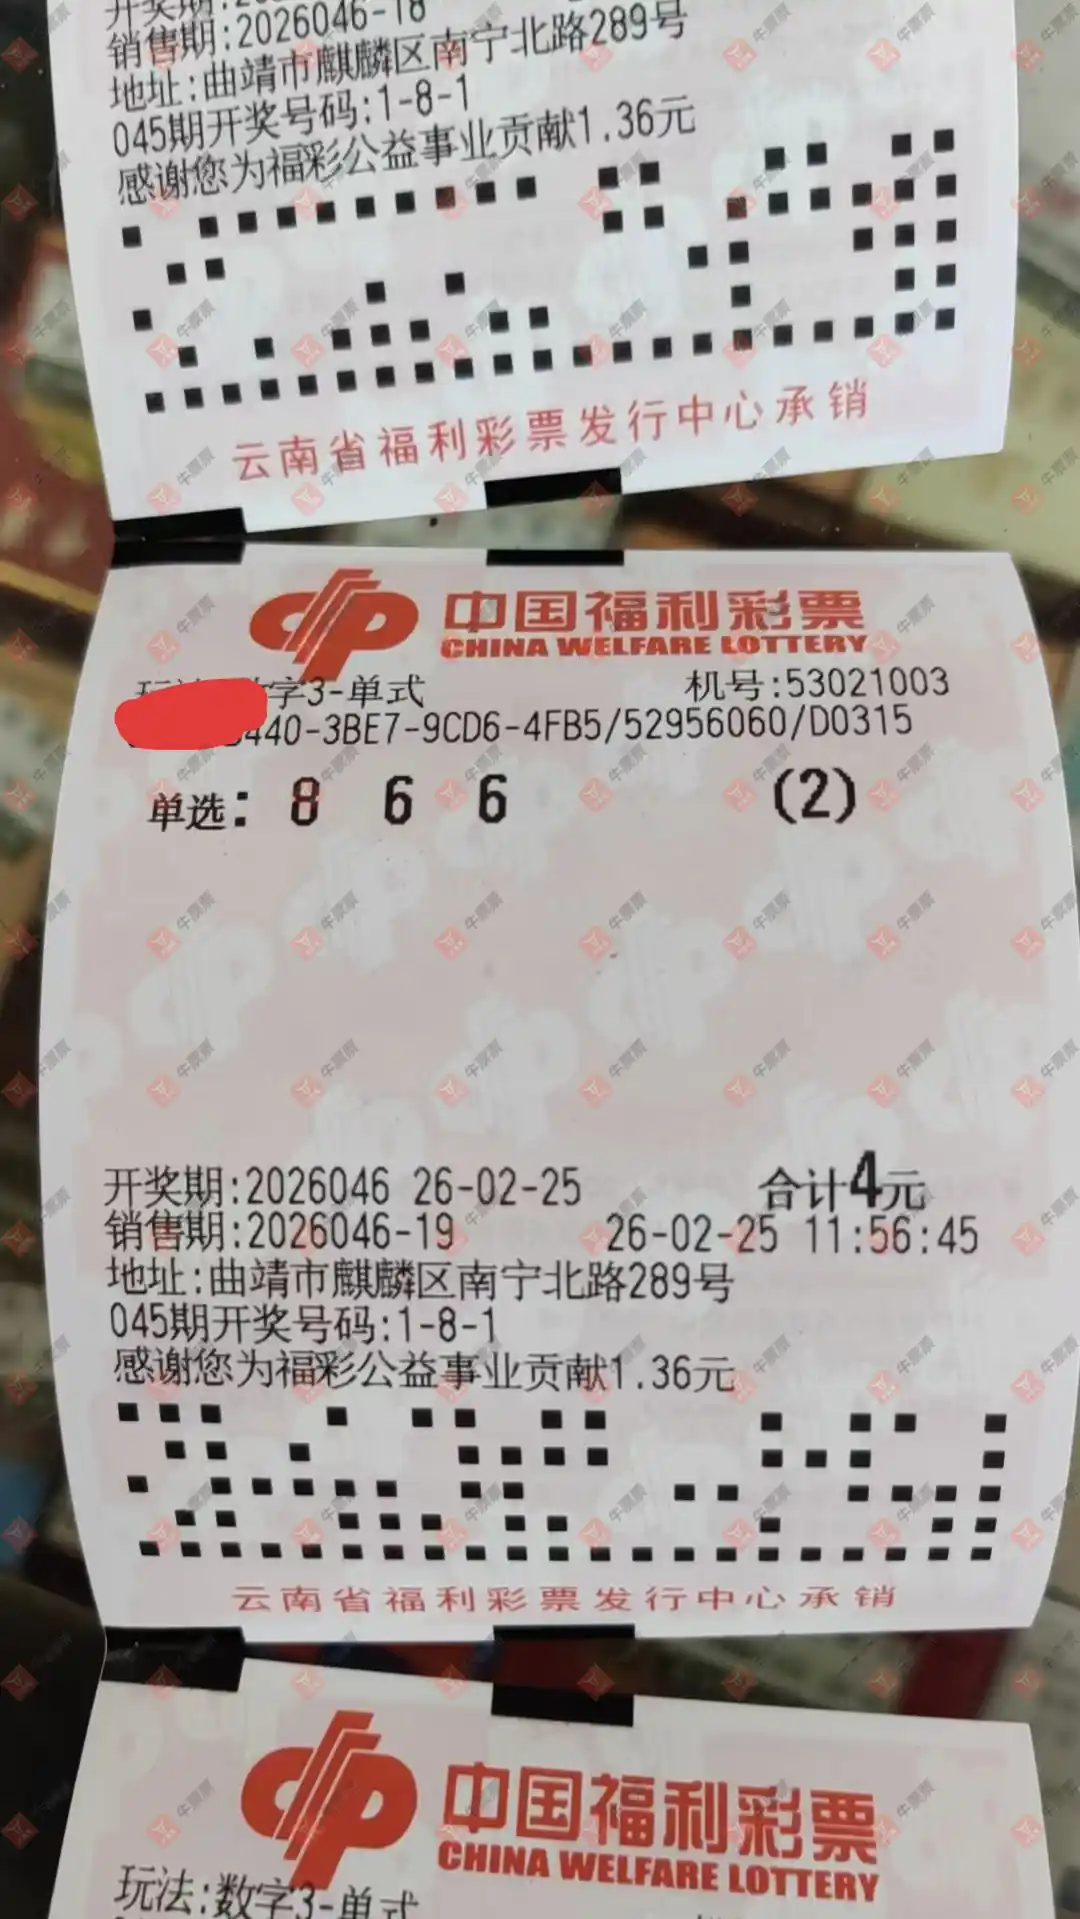 销售期:2026046-18
地址:曲靖市麒麟区南宁北路289号
045期开奖号码:1-8-1
感谢您为福彩公益事业贡献1.36元
云南省福利彩票发行中心承销
中国福利彩票
CHINA WELFARE LOTTERY
字3-单式 机号:53021003
440-3BE7-9CD6-4FB5/52956060/D0315
单选: 8 6 6 (2)
开奖期:2026046 26-02-25 合计4元
销售期:2026046-19 26-02-25 11:56:45
地址:曲靖市麒麟区南宁北路289号
045期开奖号码:1-8-1
感谢您为福彩公益事业贡献1.36元
云南省福利彩票发行中心承销
中国福利彩票
CHINA WELFARE LOTTERY
玩法:数字3-单式
牛票票